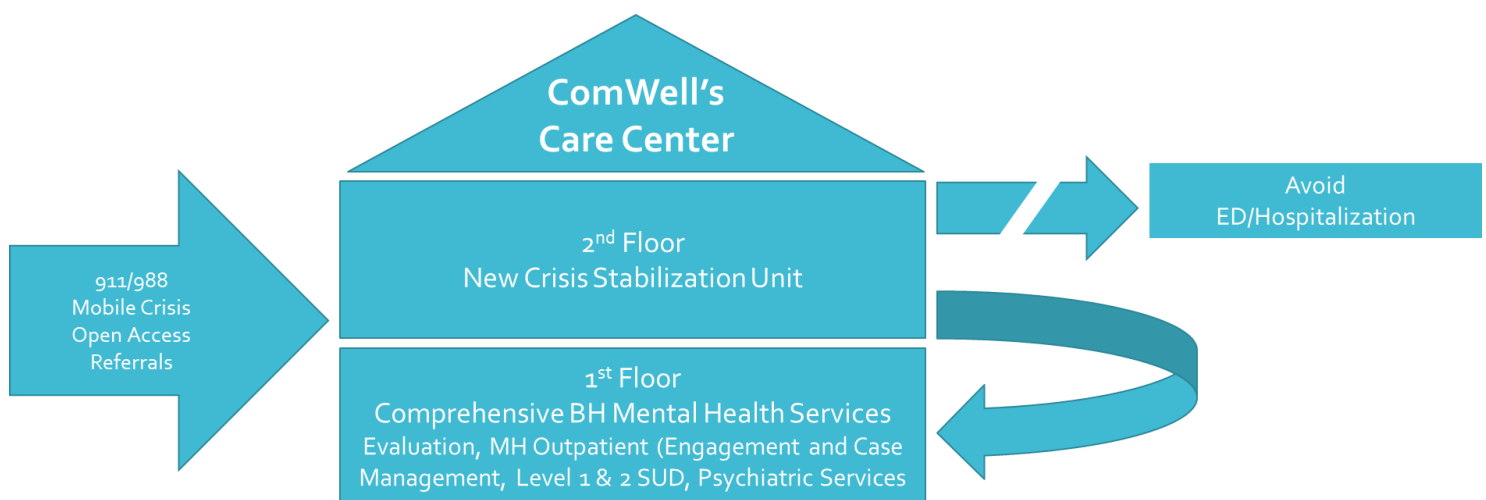 ComWell's
Care Center
911/988
Mobile Crisis
Open Access
Referrals
2nd Floor
New Crisis Stabilization Unit
Avoid
ED/Hospitalization
1st Floor
Comprehensive BH Mental Health Services
Evaluation, MH Outpatient (Engagement and Case
Management, Level 1 & 2 SUD, Psychiatric Services